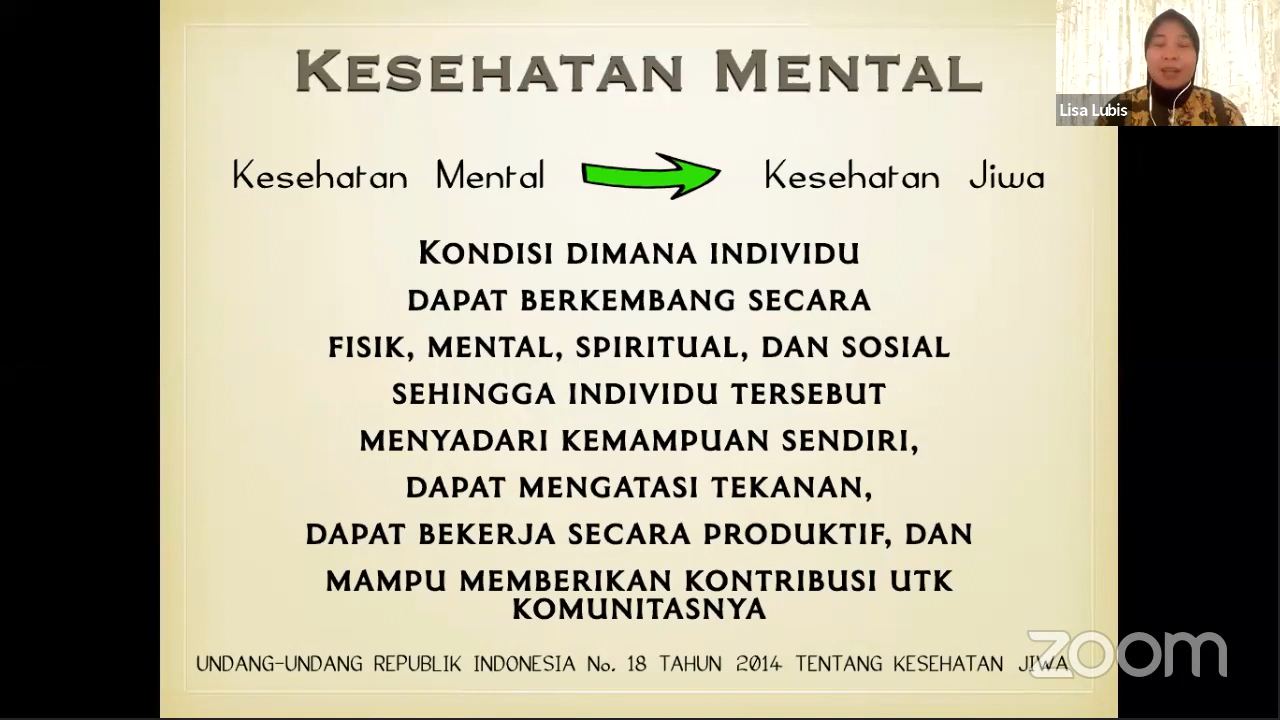 KESEHATAN MENTAL
Kesehatan Mental
Kesehatan Jiwa
KONDISI DIMANA INDIVIDU
DAPAT BERKEMBANG SECARA
FISIK, MENTAL, SPIRITUAL, DAN SOSIAL
SEHINGGA INDIVIDU TERSEBUT
MENYADARI KEMAMPUAN SENDIRI,
DAPAT MENGATASI TEKANAN,
DAPAT BEKERJA SECARA PRODUKTIF, DAN
MAMPU MEMBERIKAN KONTRIBUSI UTK
KOMUNITASNYA
UNDANG-UNDANG REPUBLIK INDONESIA No. 18 TAHUN 2014 TENTANG KESEHATAN JIWA
Lisa Lubis
zoom